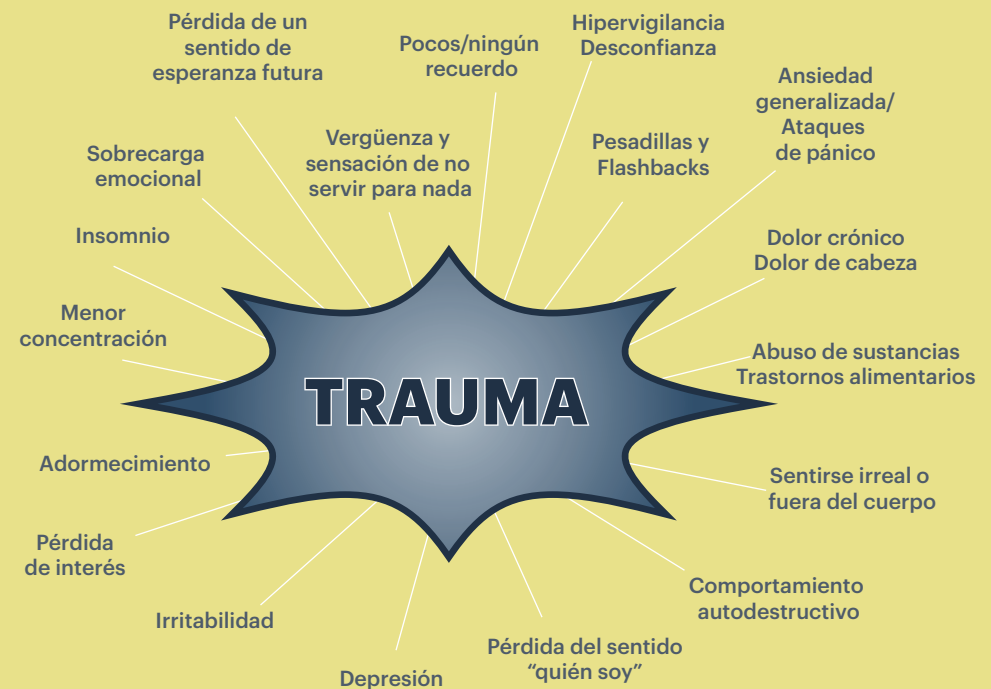 Pérdida de un
sentido de
esperanza futura
Pocos/ningún
recuerdo
Hipervigilancia
Desconfianza
Ansiedad
generalizada/
Ataques
de pánico
Vergüenza y
sensación de no
servir para nada
Pesadillas y
Flashbacks
Sobrecarga
emocional
Insomnio
Dolor crónico
Dolor de cabeza
Menor
concentración
Abuso de sustancias
Trastornos alimentarios
TRAUMA
Adormecimiento
Sentirse irreal o
fuera del cuerpo
Pérdida
de interés
Comportamiento
autodestructivo
Irritabilidad
Pérdida del sentido
“quién soy”
Depresión